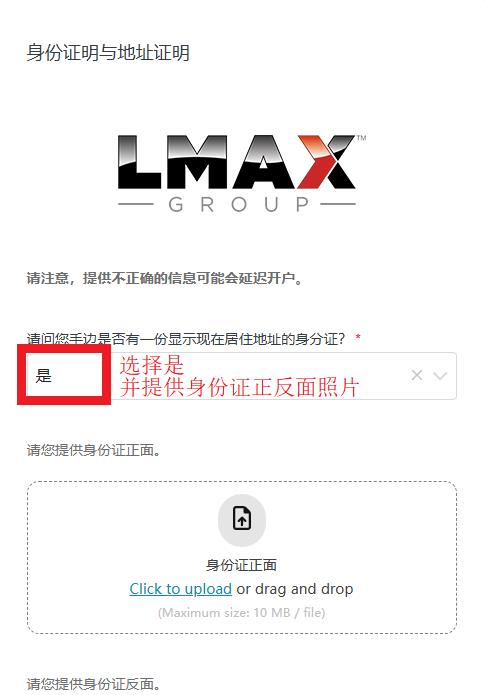 身份证明与地址证明
LMAX™
GROUP
请注意，提供不正确的信息可能会延迟开户。
请问您手边是否有一份显示现在居住地址的身分证？ *
是
选择是
并提供身份证正反面照片
请您提供身份证正面。
身份证正面
Click to upload or drag and drop
(Maximum size: 10 MB / file)
请您提供身份证反面。